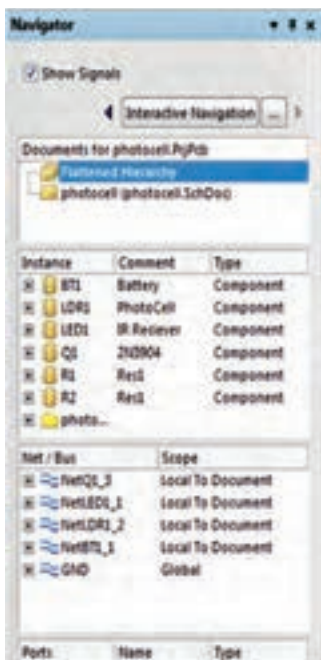 Navigator
Show Signals
Interactive Navigation ...
Documents for photocell.PrjPcb
Flattened Hierarchy
photocell (photocell.SchDoc)
Instance Comment Type
BT1 Battery Component
LDR1 PhotoCell Component
LED1 IR Reciever Component
Q1 2N3904 Component
R1 Res1 Component
R2 Res1 Component
photo...
Net / Bus Scope
NetQ1_3 Local To Document
NetLED1_1 Local To Document
NetLDR1_2 Local To Document
NetBT1_1 Local To Document
GND Global
Ports Name Type